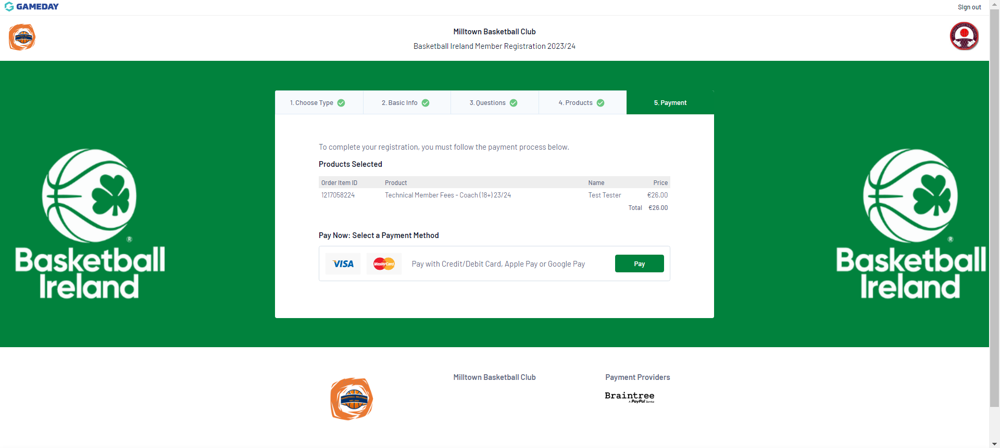 GAMEDAY
Sign out
Milltown Basketball Club
Basketball Ireland Member Registration 2023/24
1. Choose Type
2. Basic Info
3. Questions
4. Products
5. Payment
To complete your registration, you must follow the payment process below.
Products Selected
Order Item ID Product Name Price
1217058224 Technical Member Fees - Coach (18+) 23/24 Test Tester €26.00
Total €26.00
Pay Now: Select a Payment Method
VISA MasterCard Pay with Credit/Debit Card, Apple Pay or Google Pay Pay
®
Basketball
Ireland
®
Basketball
Ireland
Milltown Basketball Club
Payment Providers
Braintree
A PayPal Service